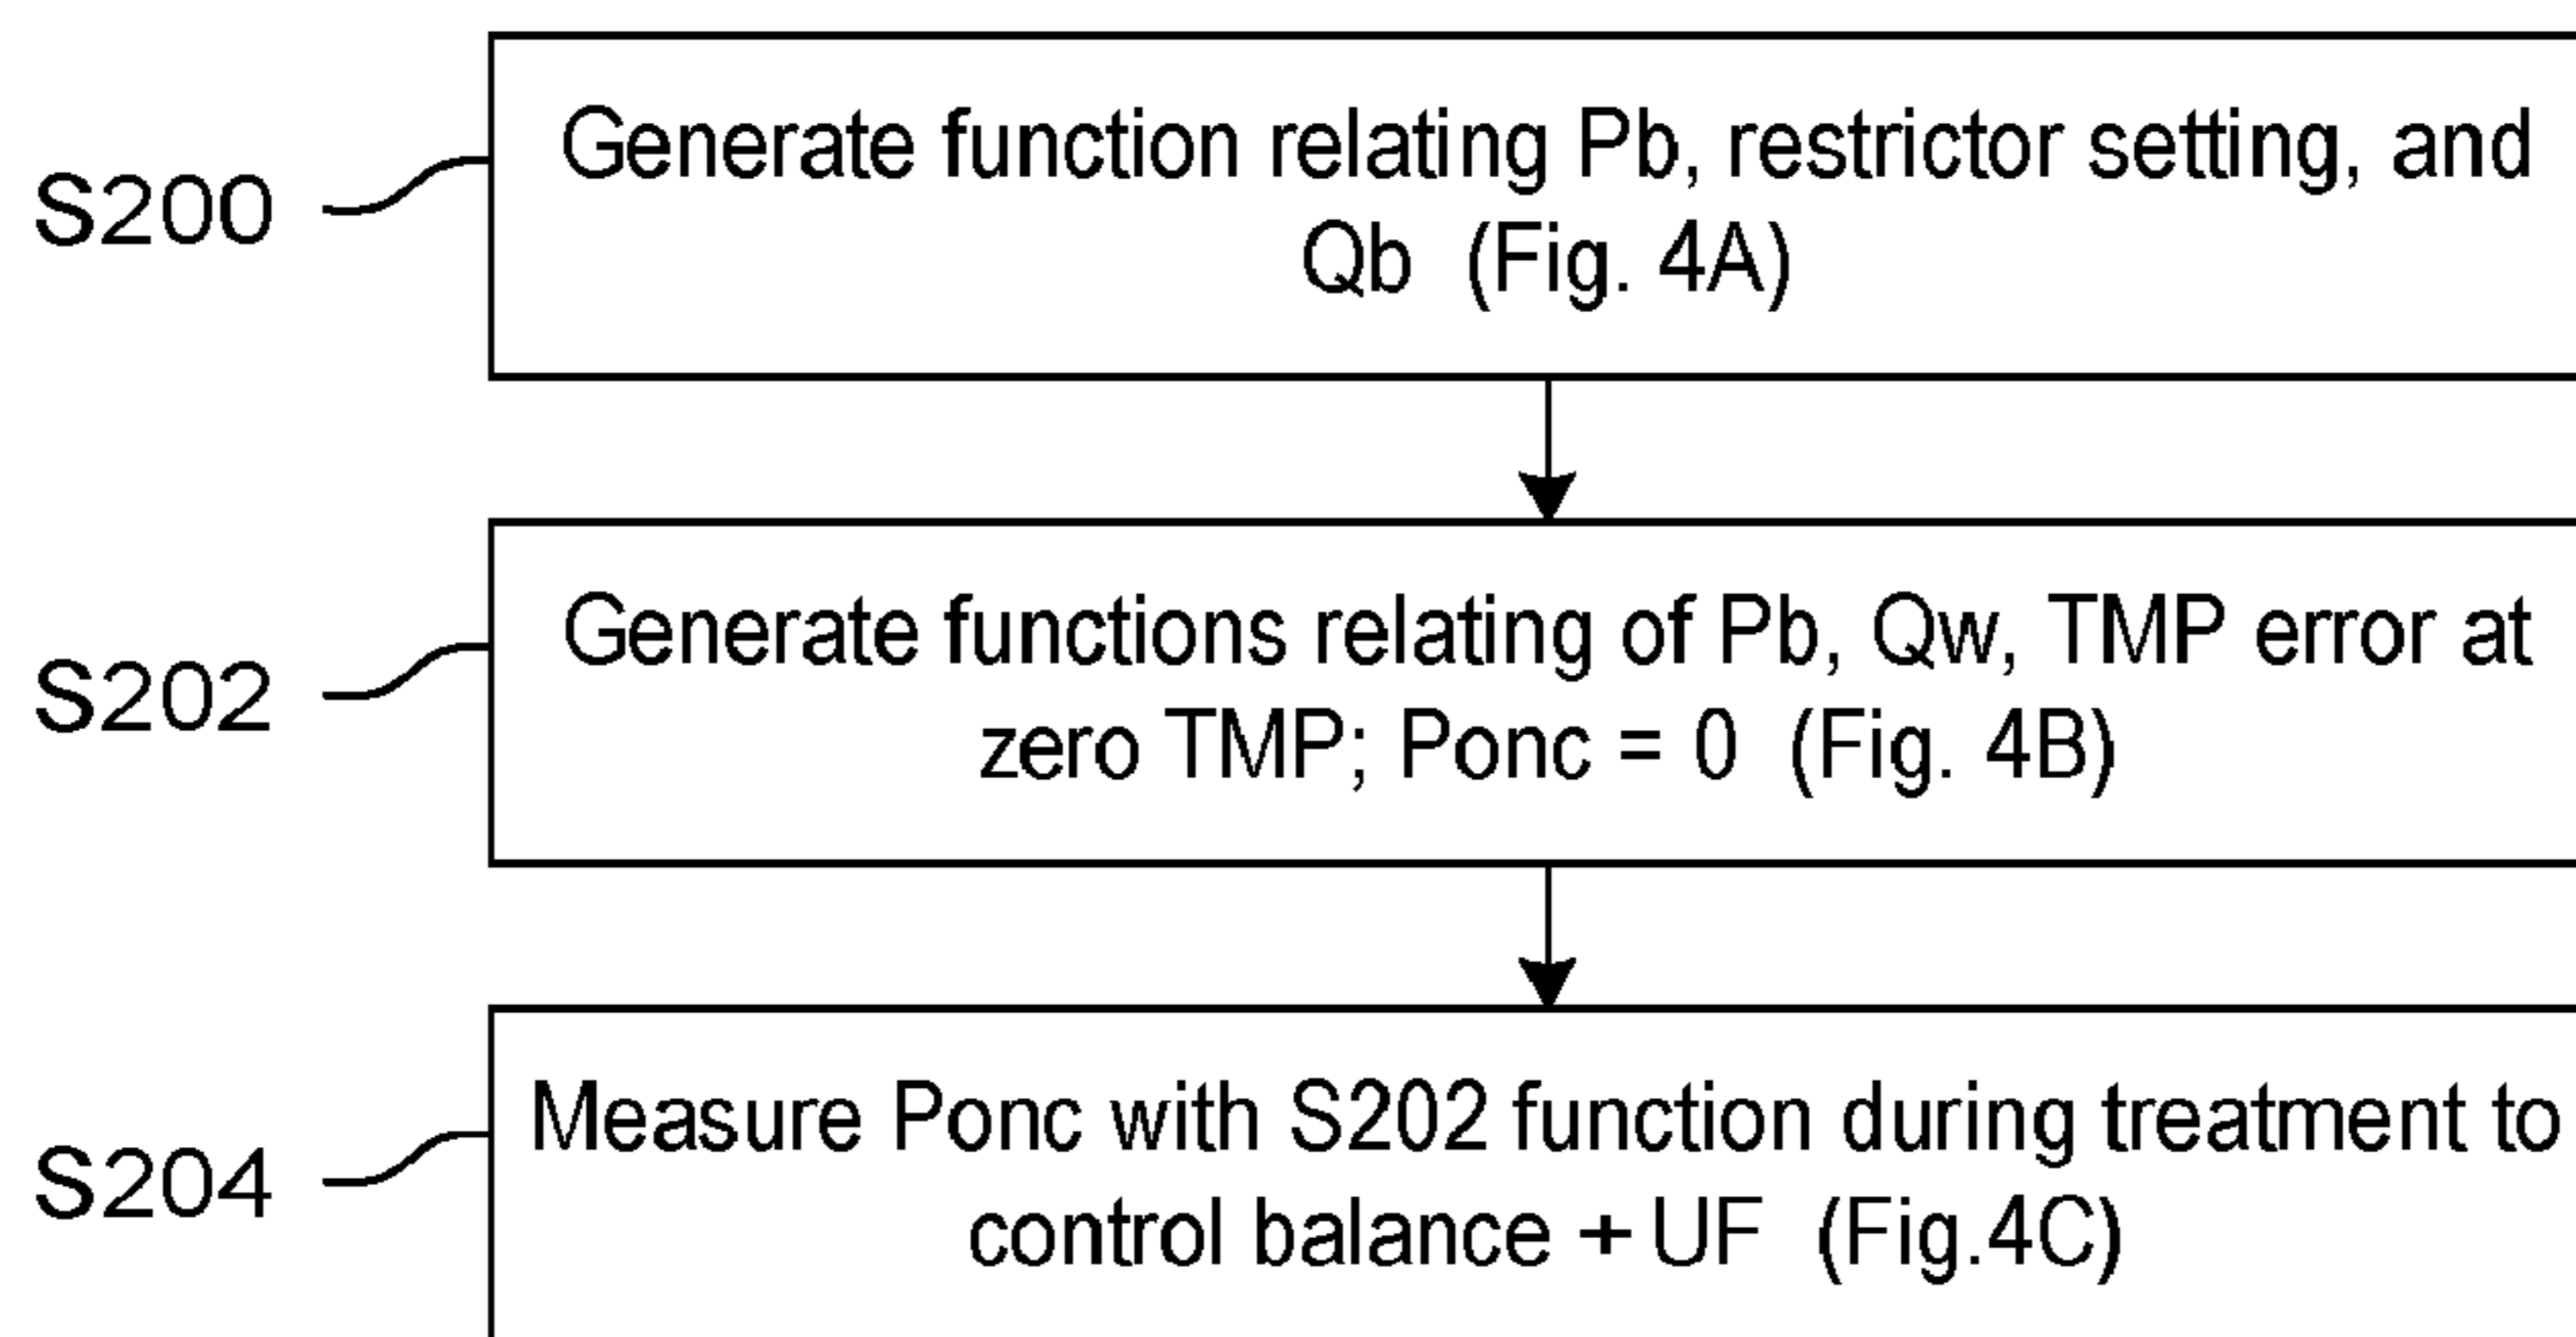 S200
Generate function relating Pb, restrictor setting, and
Qb (Fig. 4A)
S202
Generate functions relating of Pb, Qw, TMP error at
zero TMP; Ponc = 0 (Fig. 4B)
S204
Measure Ponc with S202 function during treatment to
control balance + UF (Fig.4C)